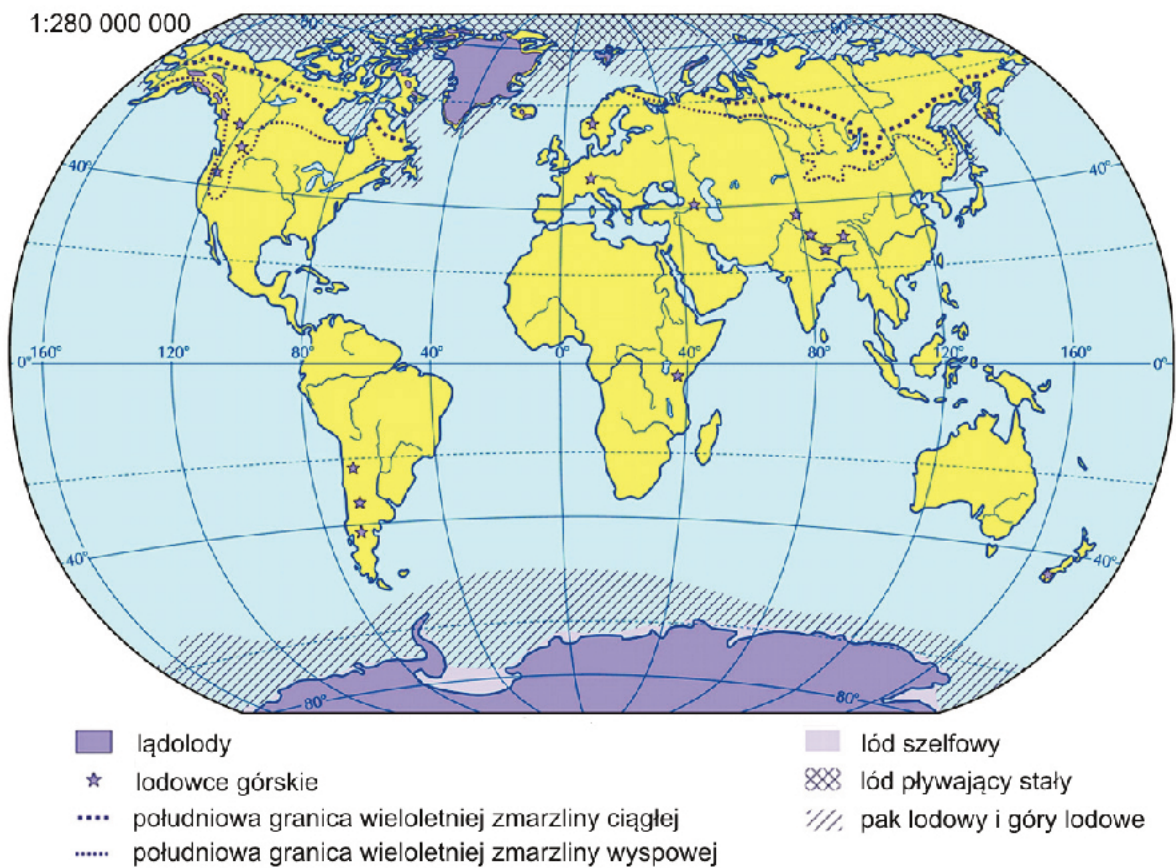 1:280 000 000
80°
80°
40°
40°
0°
160°
120°
80°
40°
0°
40°
80°
120°
160°
0°
40°
40°
80°
80°
lądolody
lodowce górskie
południowa granica wieloletniej zmarzliny ciągłej
południowa granica wieloletniej zmarzliny wyspowej
lód szelfowy
lód pływający stały
pak lodowy i góry lodowe